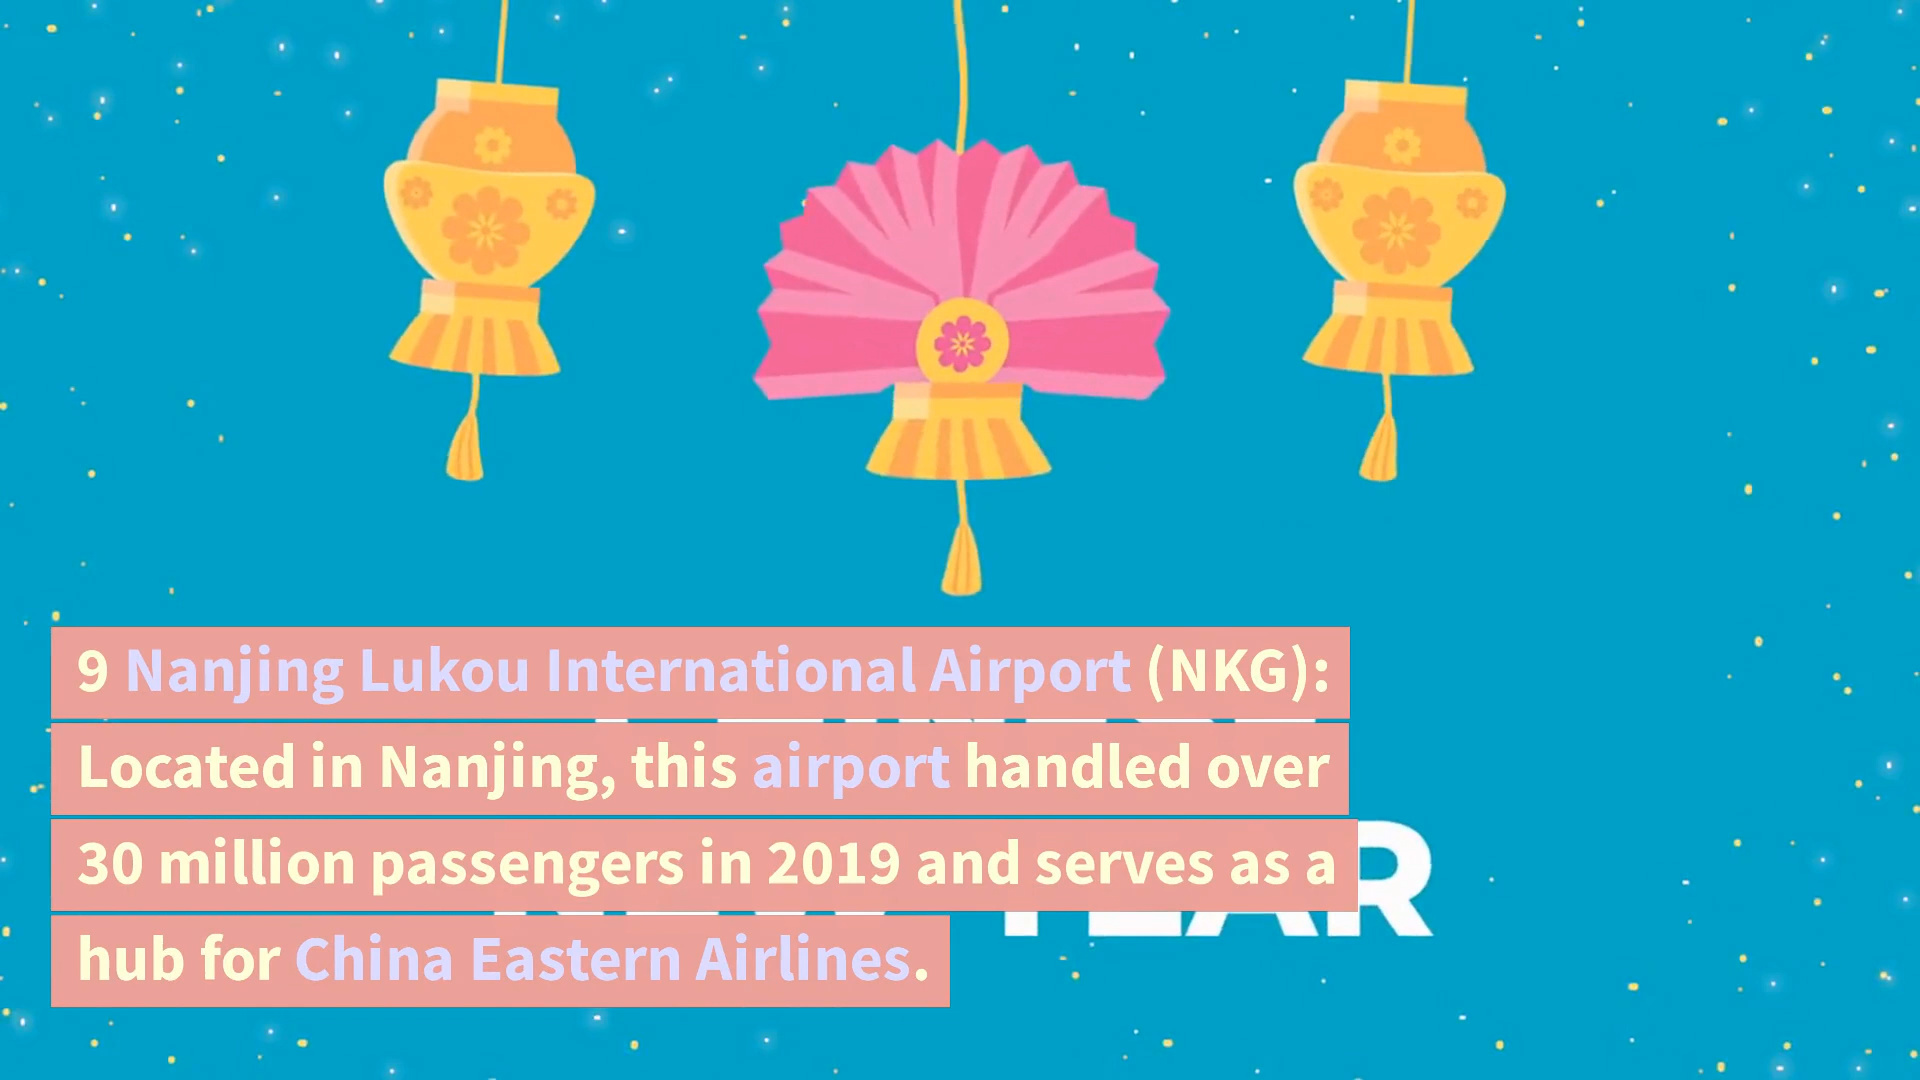 9 Nanjing Lukou International Airport (NKG):
Located in Nanjing, this airport handled over
30 million passengers in 2019 and serves as a
hub for China Eastern Airlines.
YEAR